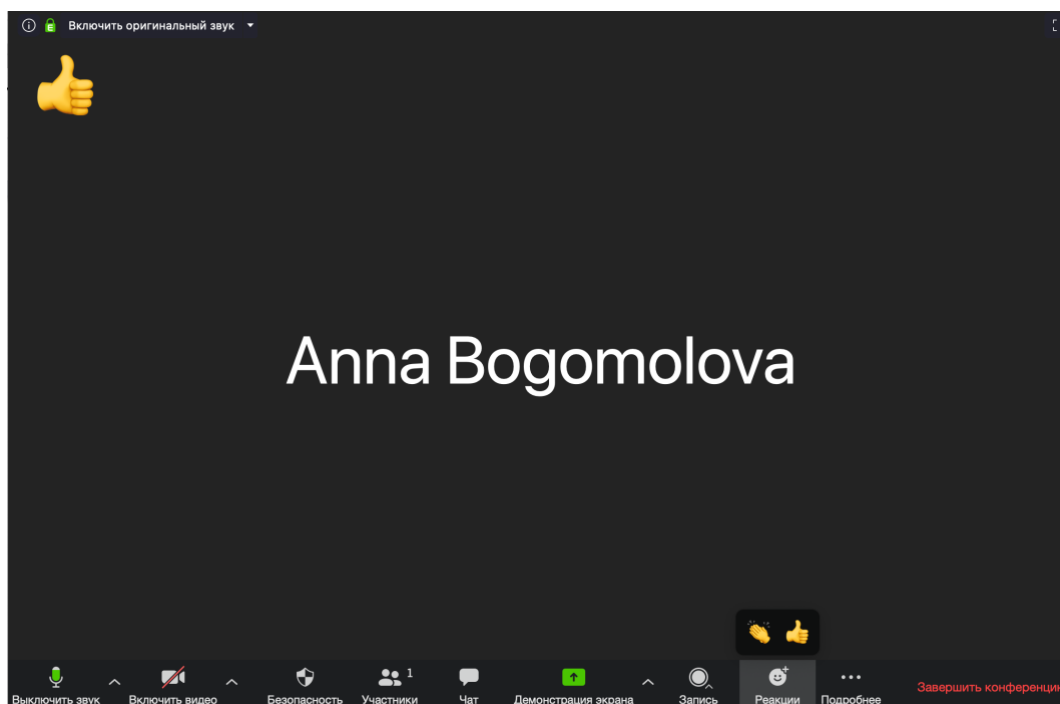 Включить оригинальный звук
Anna Bogomolova
1
Выключить звук
Включить видео
Безопасность
Участники
Чат
Демонстрация экрана
Запись
Реакции
Подробнее
Завершить конференцию